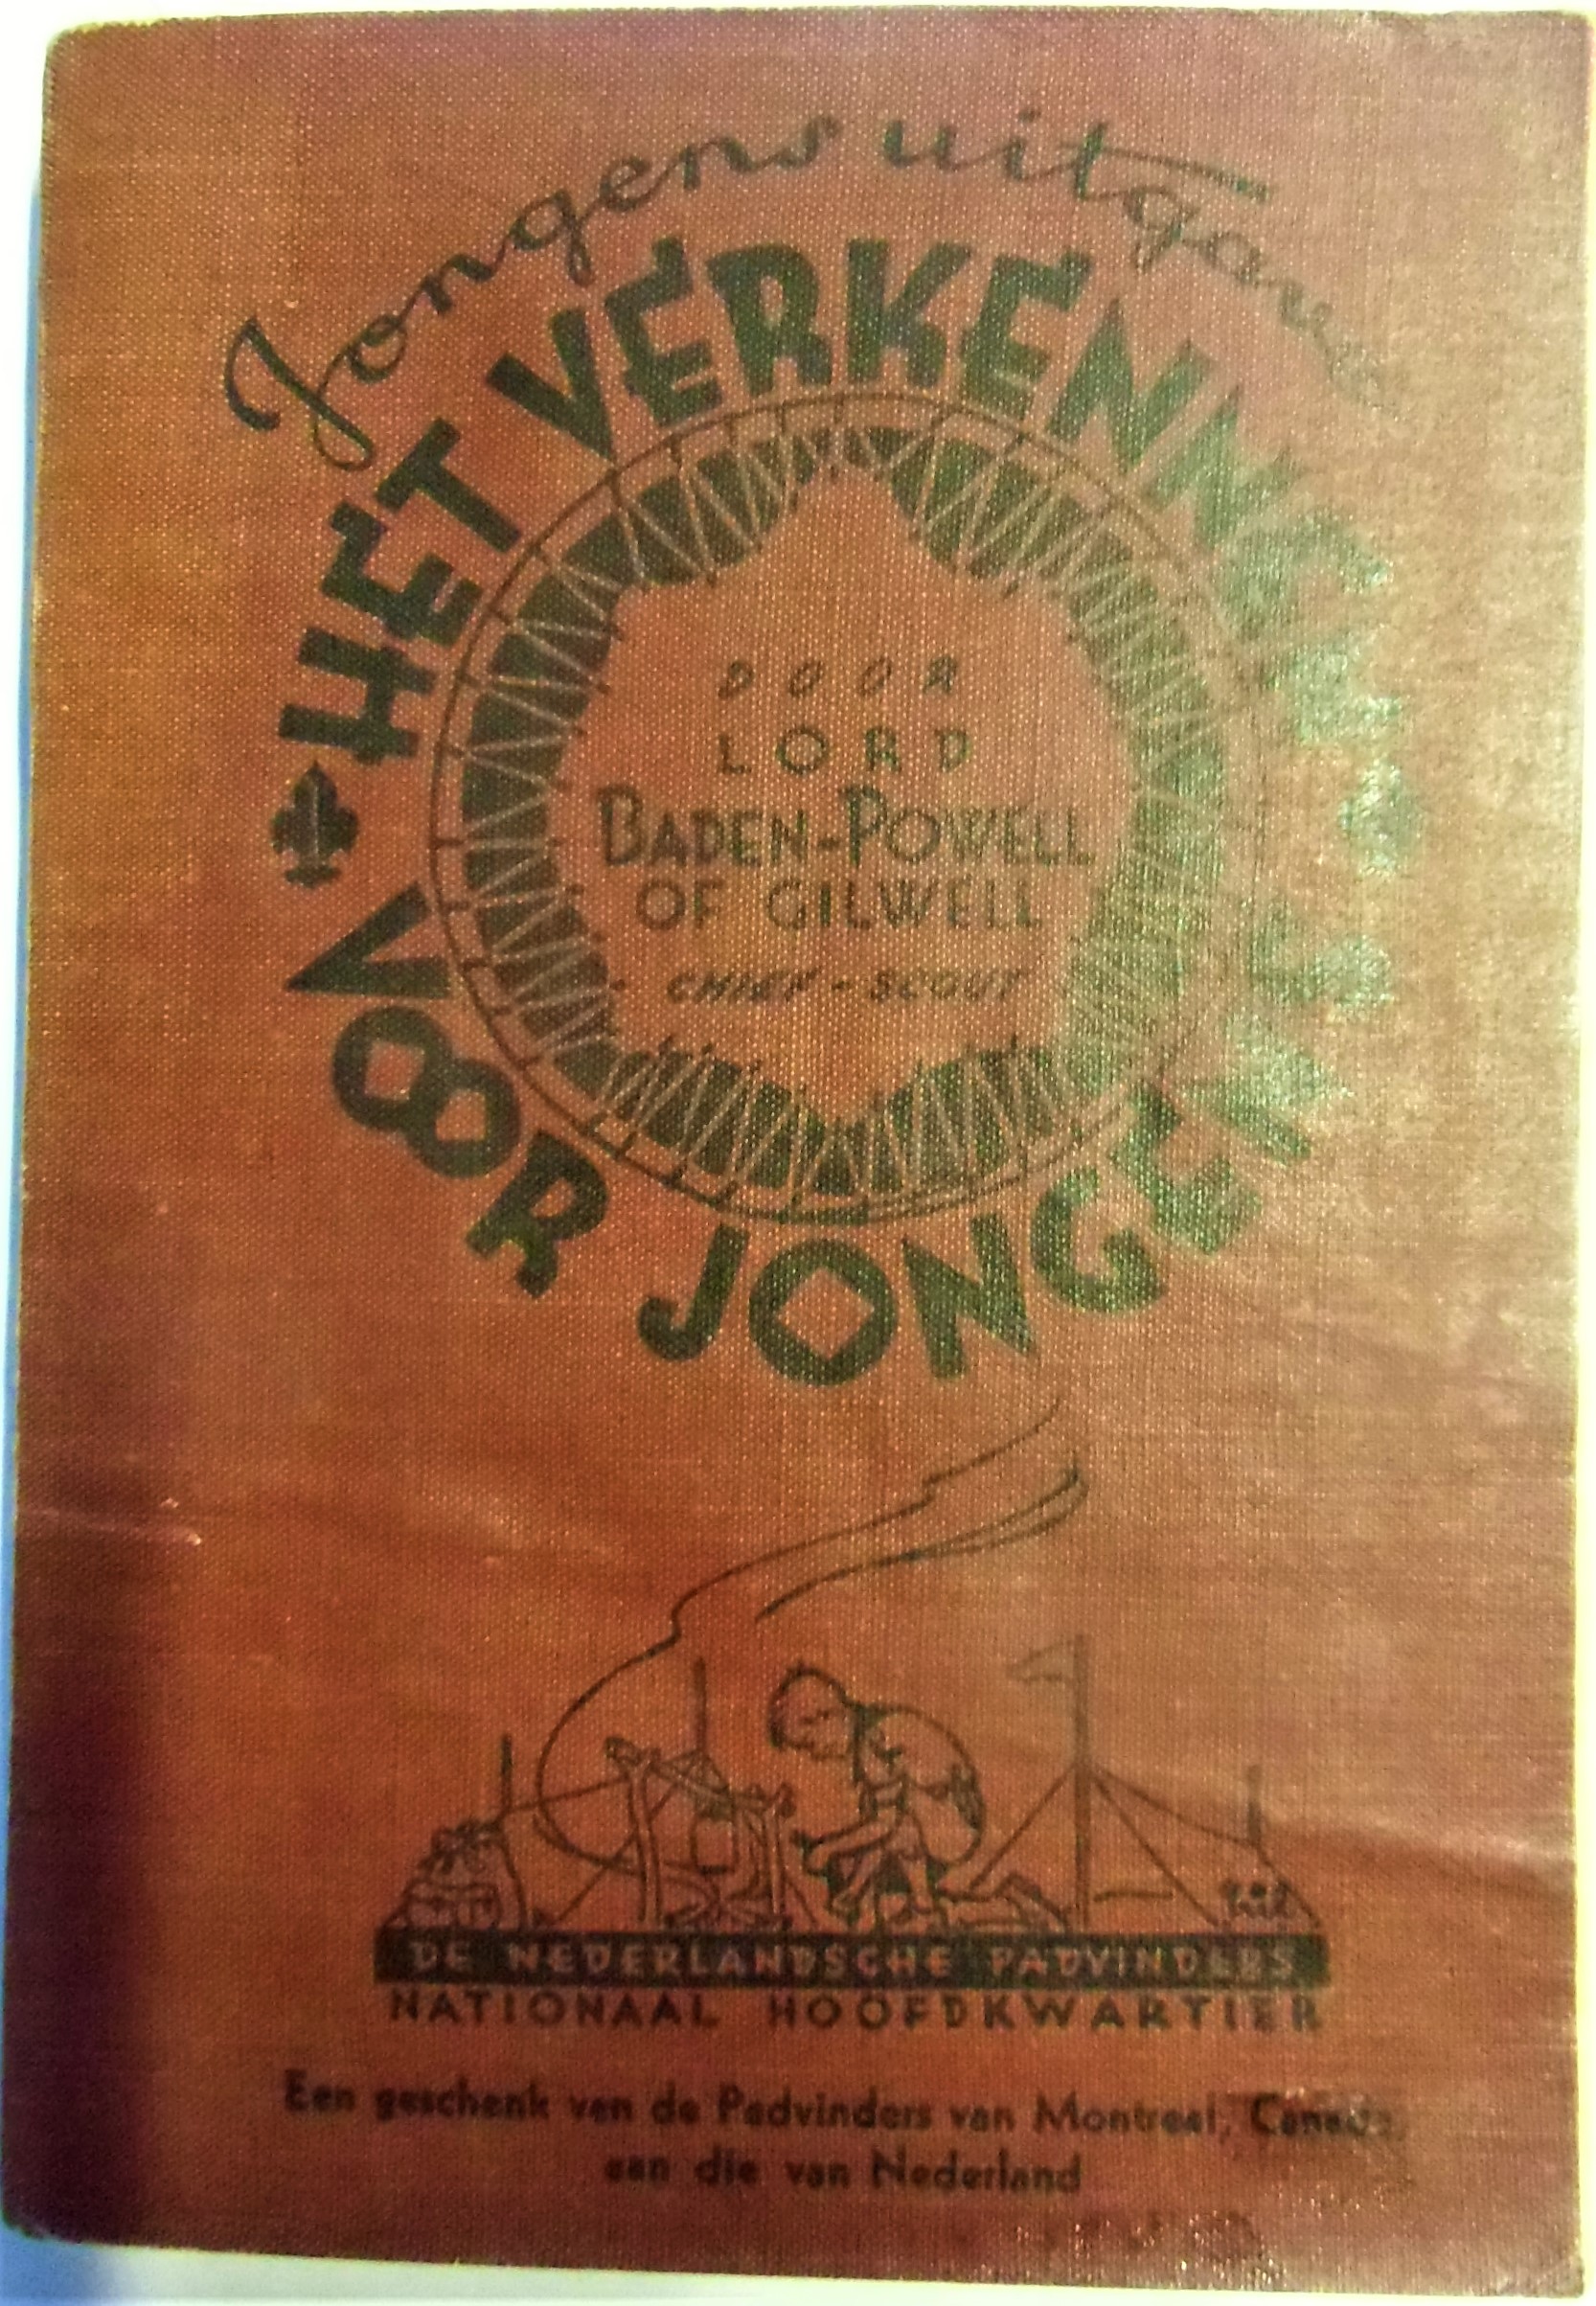 Jongensuitgave
HET VERKENNEN
VOOR JONGENS
DOOR
LORD
BADEN-POWELL
OF GILWELL
CHIEF-SCOUT
DE NEDERLANDSCHE PADVINDERS
NATIONAAL HOOFDKWARTIER
Een geschenk van de Padvinders van Montreal, Canada,
aan die van Nederland